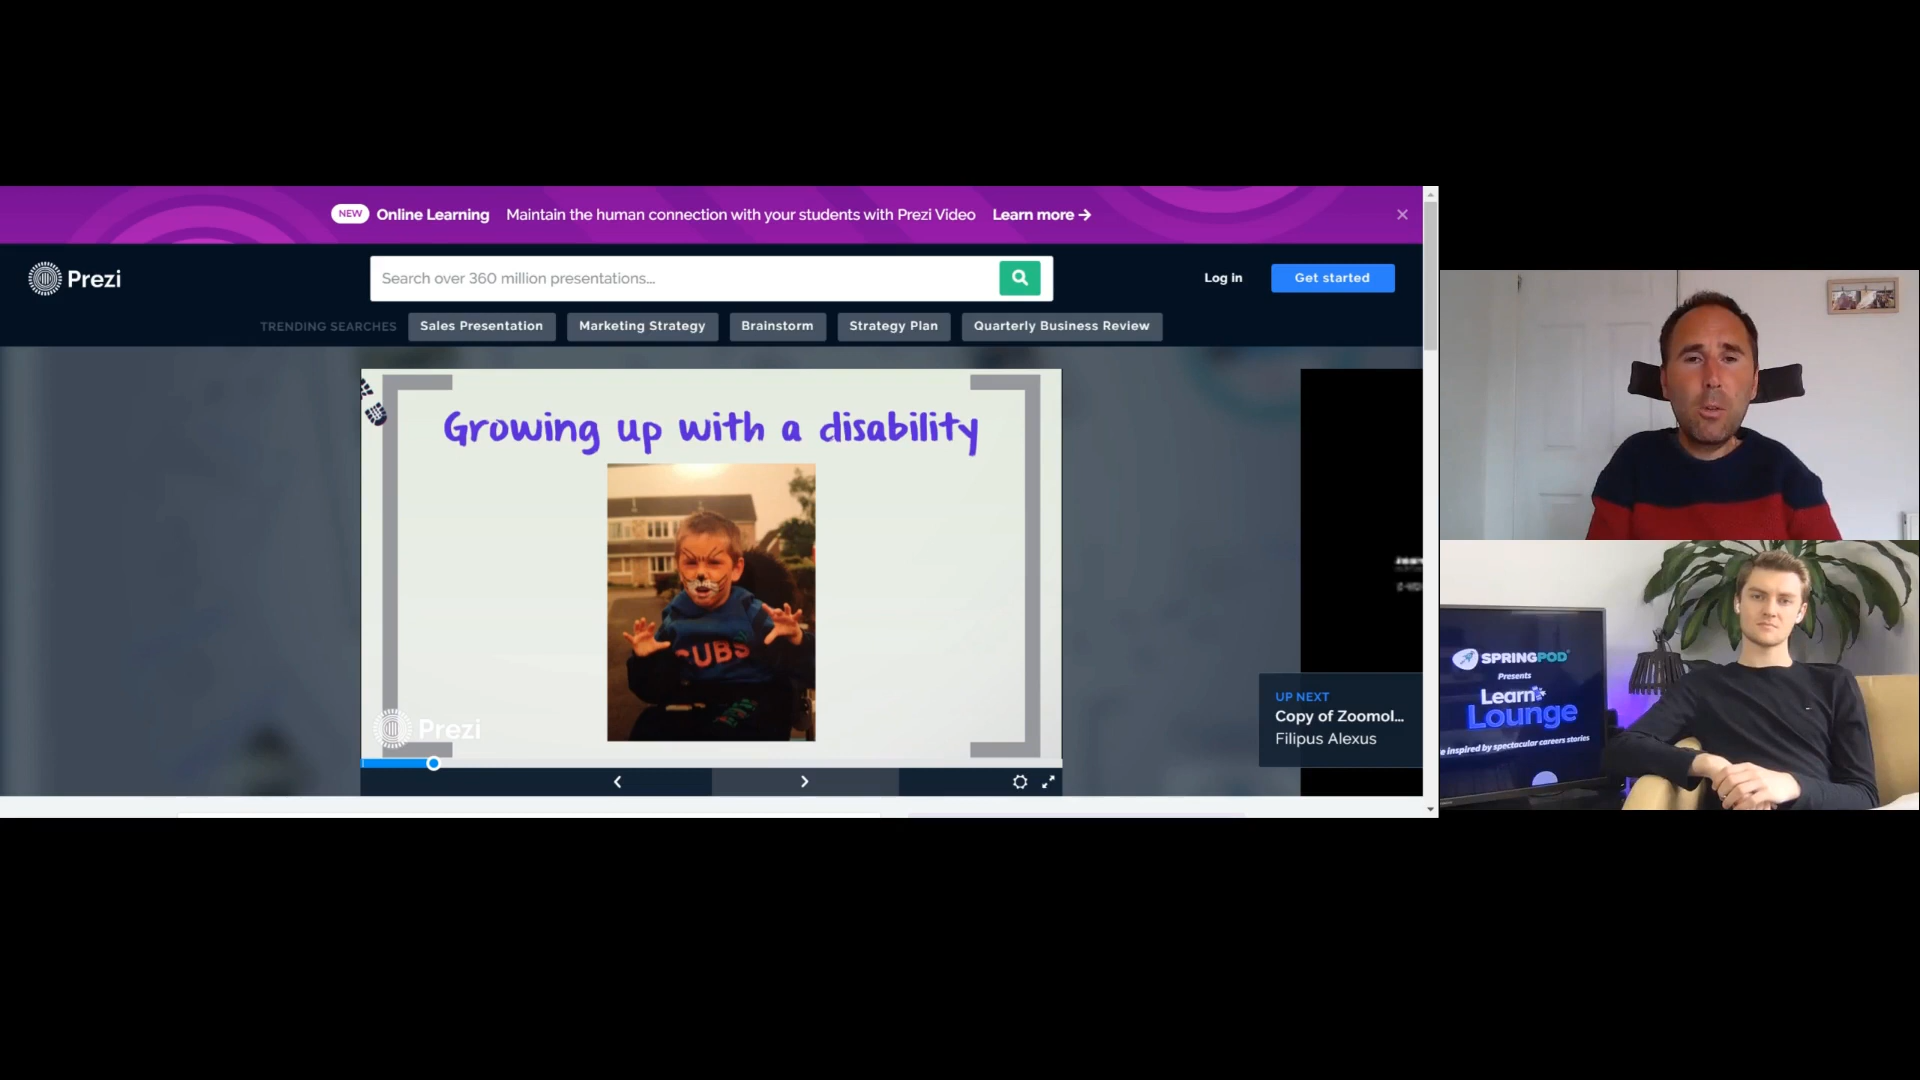 NEW Online Learning Maintain the human connection with your students with Prezi Video Learn more →
Prezi
Search over 360 million presentations...
Log in
Get started
TRENDING SEARCHES
Sales Presentation
Marketing Strategy
Brainstorm
Strategy Plan
Quarterly Business Review
Growing up with a disability
CUBS
Prezi
UP NEXT
Copy of Zoomol...
Filipus Alexus
SPRINGPOD
Presents
Learn
Lounge
e inspired by spectacular careers stories